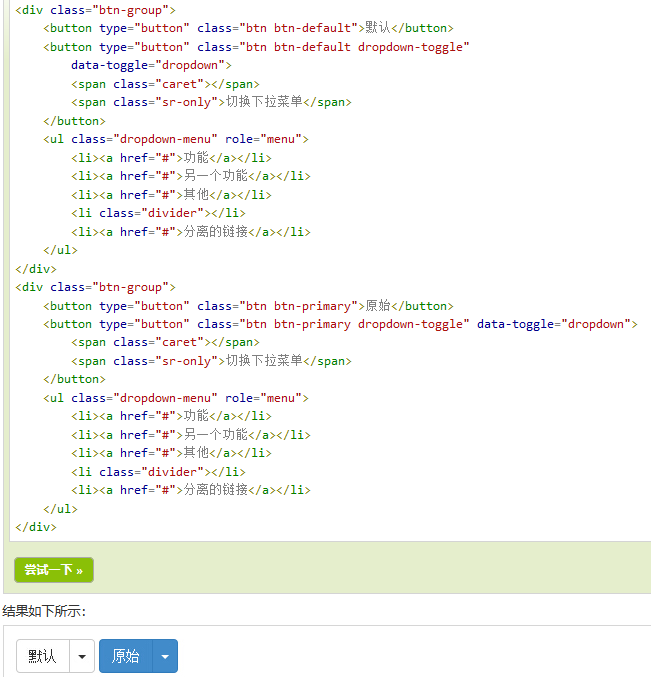 <div class="btn-group">
    <button type="button" class="btn btn-default">默认</button>
    <button type="button" class="btn btn-default dropdown-toggle"
        data-toggle="dropdown">
        <span class="caret"></span>
        <span class="sr-only">切换下拉菜单</span>
    </button>
    <ul class="dropdown-menu" role="menu">
        <li><a href="#">功能</a></li>
        <li><a href="#">另一个功能</a></li>
        <li><a href="#">其他</a></li>
        <li class="divider"></li>
        <li><a href="#">分离的链接</a></li>
    </ul>
</div>
<div class="btn-group">
    <button type="button" class="btn btn-primary">原始</button>
    <button type="button" class="btn btn-primary dropdown-toggle" data-toggle="dropdown">
        <span class="caret"></span>
        <span class="sr-only">切换下拉菜单</span>
    </button>
    <ul class="dropdown-menu" role="menu">
        <li><a href="#">功能</a></li>
        <li><a href="#">另一个功能</a></li>
        <li><a href="#">其他</a></li>
        <li class="divider"></li>
        <li><a href="#">分离的链接</a></li>
    </ul>
</div>
尝试一下 »
结果如下所示：
默认 原始